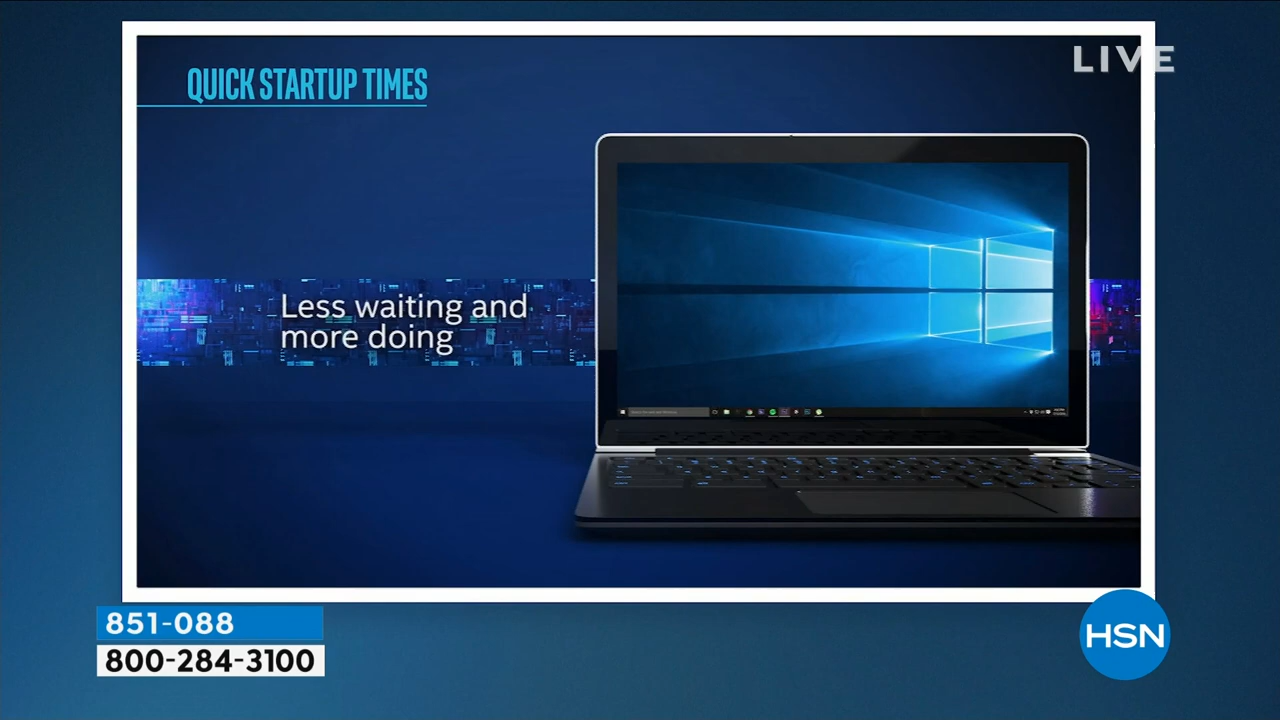 LIVE
QUICK STARTUP TIMES
Less waiting and
more doing
851-088
800-284-3100
HSN